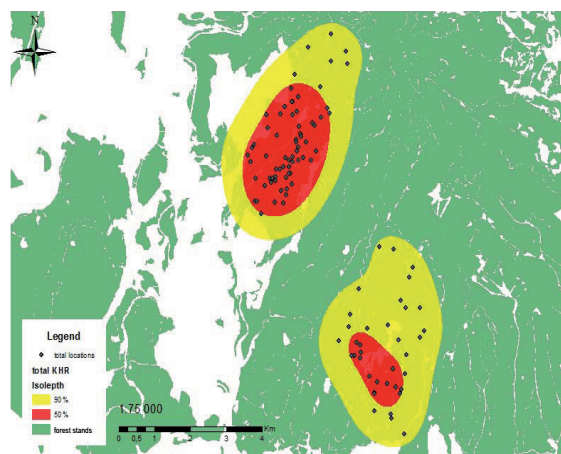 N
Legend
total locations
total KHR
Isolepth
90 %
50 %
forest stands
1:75 000
0 0,5 1 2 3 4
Km